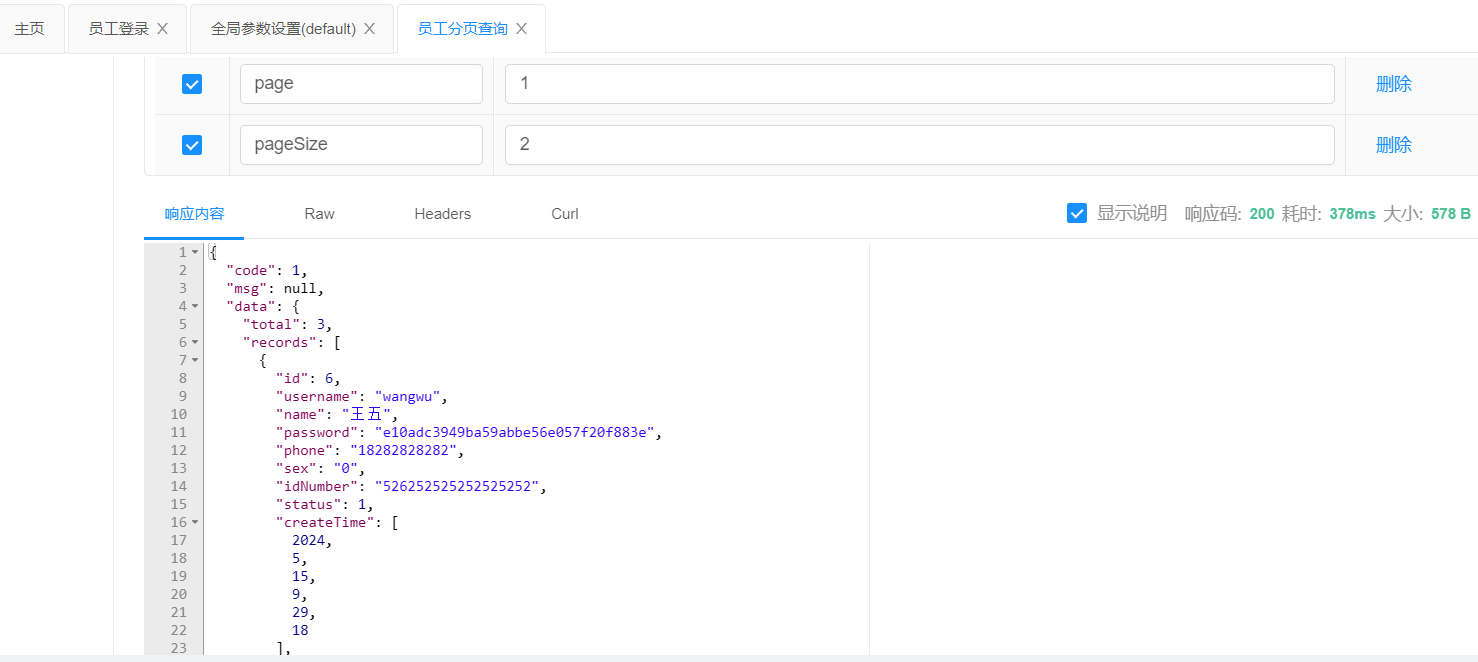 主页 员工登录 X 全局参数设置(default) X 员工分页查询 X
page 1 删除
pageSize 2 删除
响应内容 Raw Headers Curl 显示说明 响应码: 200 耗时: 378ms 大小: 578 B
1 {
2 "code": 1,
3 "msg": null,
4 "data": {
5 "total": 3,
6 "records": [
7 {
8 "id": 6,
9 "username": "wangwu",
10 "name": "王五",
11 "password": "e10adc3949ba59abbe56e057f20f883e",
12 "phone": "18282828282",
13 "sex": "0",
14 "idNumber": "526252525252525252",
15 "status": 1,
16 "createTime": [
17 2024,
18 5,
19 15,
20 9,
21 29,
22 18
23 ],